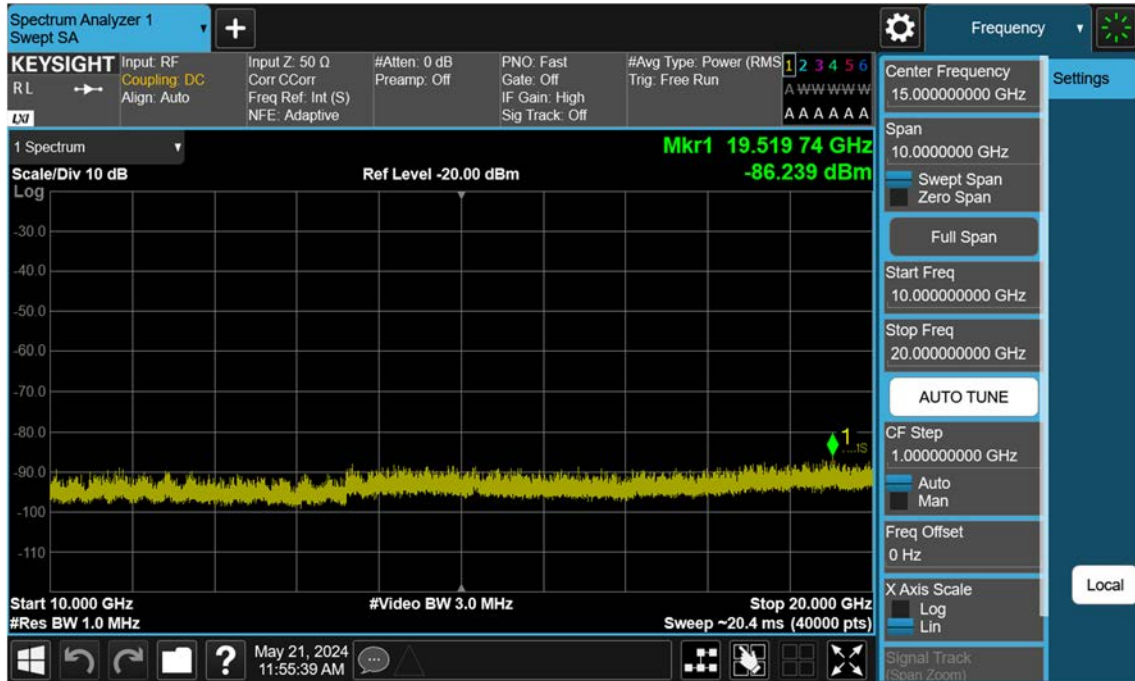 Spectrum Analyzer 1
Swept SA
+
Frequency
KEYSIGHT
R L
LXI
Input: RF
Coupling: DC
Align: Auto
Input Z: 50 Ω
Corr CCorr
Freq Ref: Int (S)
NFE: Adaptive
#Atten: 0 dB
Preamp: Off
PNO: Fast
Gate: Off
IF Gain: High
Sig Track: Off
#Avg Type: Power (RMS
Trig: Free Run
1 2 3 4 5 6
A W W W W W
A A A A A A
1 Spectrum
Mkr1 19.519 74 GHz
Scale/Div 10 dB
Ref Level -20.00 dBm
-86.239 dBm
Log
-30.0
-40.0
-50.0
-60.0
-70.0
-80.0
-90.0
-100
-110
1
Start 10.000 GHz
#Video BW 3.0 MHz
Stop 20.000 GHz
#Res BW 1.0 MHz
Sweep ~20.4 ms (40000 pts)
?
May 21, 2024
11:55:39 AM
Center Frequency
15.000000000 GHz
Span
10.0000000 GHz
Swept Span
Zero Span
Full Span
Start Freq
10.000000000 GHz
Stop Freq
20.000000000 GHz
AUTO TUNE
CF Step
1.000000000 GHz
Auto
Man
Freq Offset
0 Hz
X Axis Scale
Log
Lin
Signal Track
(Span Zoom)
Settings
Local